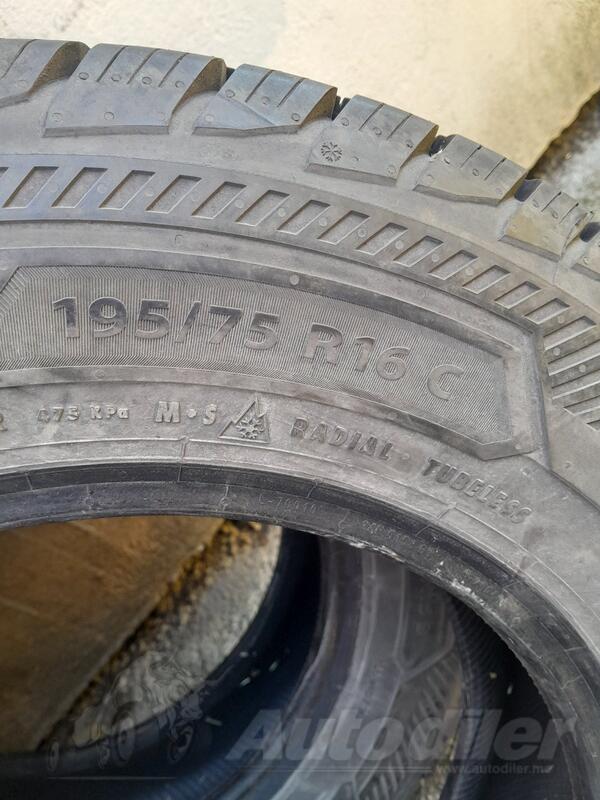 195/75 R16 C
475 KPa M+S RADIAL · TUBELESS
Autodiler
www.autodiler.me